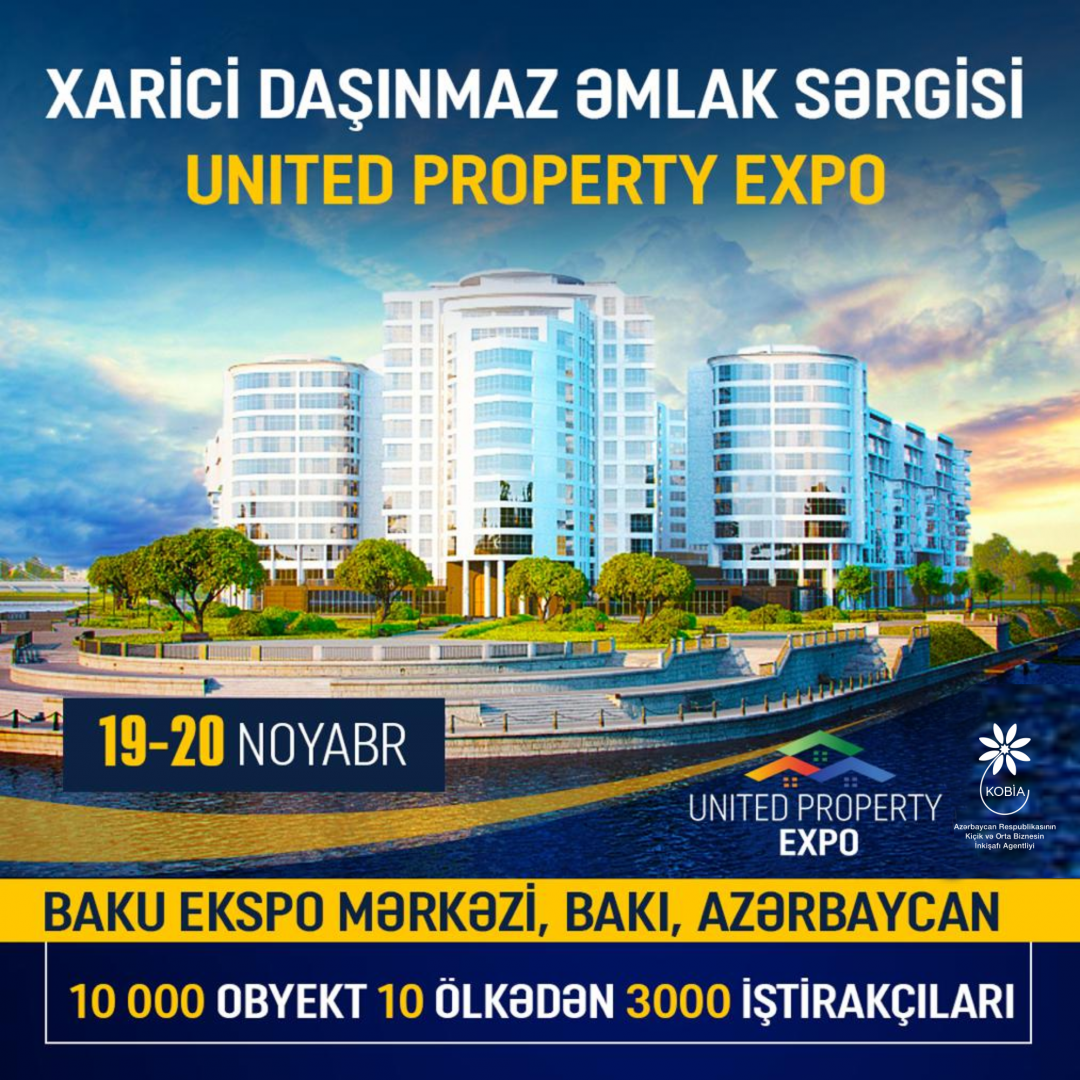 XARİCİ DAŞINMAZ ƏMLAK SƏRGİSİ
UNITED PROPERTY EXPO
19-20 NOYABR
UNITED PROPERTY
EXPO
KOBİA
Azərbaycan Respublikasının
Kiçik və Orta Biznesin
İnkişafı Agentliyi
BAKU EKSPO MƏRKƏZİ, BAKI, AZƏRBAYCAN
10 000 OBYEKT 10 ÖLKƏDƏN 3000 İŞTİRAKÇILARI